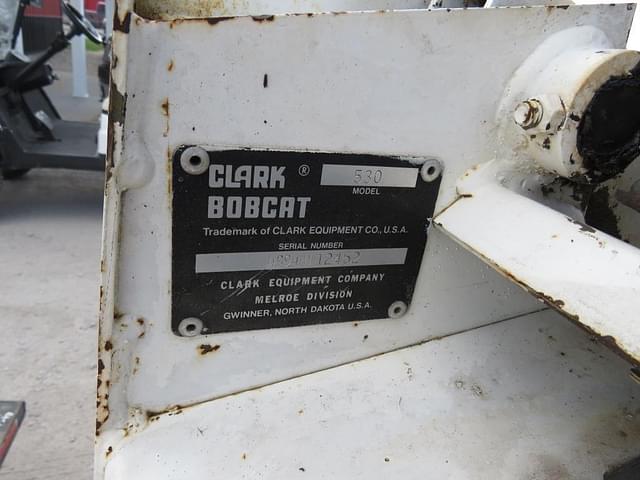 CLARK ® 530
MODEL
BOBCAT
Trademark of CLARK EQUIPMENT CO., U.S.A.
SERIAL NUMBER
CLARK EQUIPMENT COMPANY
MELROE DIVISION
GWINNER, NORTH DAKOTA U.S.A.